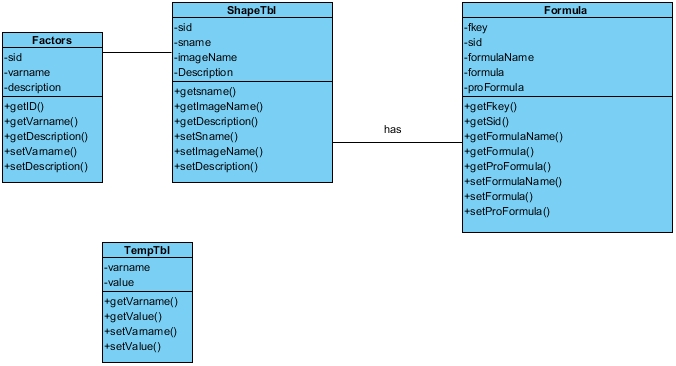 Factors
-sid
-varname
-description
+getID()
+getVarname()
+getDescription()
+setVarname()
+setDescription()
ShapeTbl
-sid
-sname
-imageName
-Description
+getsname()
+getImageName()
+getDescription()
+setSname()
+setImageName()
+setDescription()
has
Formula
-fkey
-sid
-formulaName
-formula
-proFormula
+getFkey()
+getSid()
+getFormulaName()
+getFormula()
+getProFormula()
+setFormulaName()
+setFormula()
+setProFormula()
TempTbl
-varname
-value
+getVarname()
+getValue()
+setVarname()
+setValue()